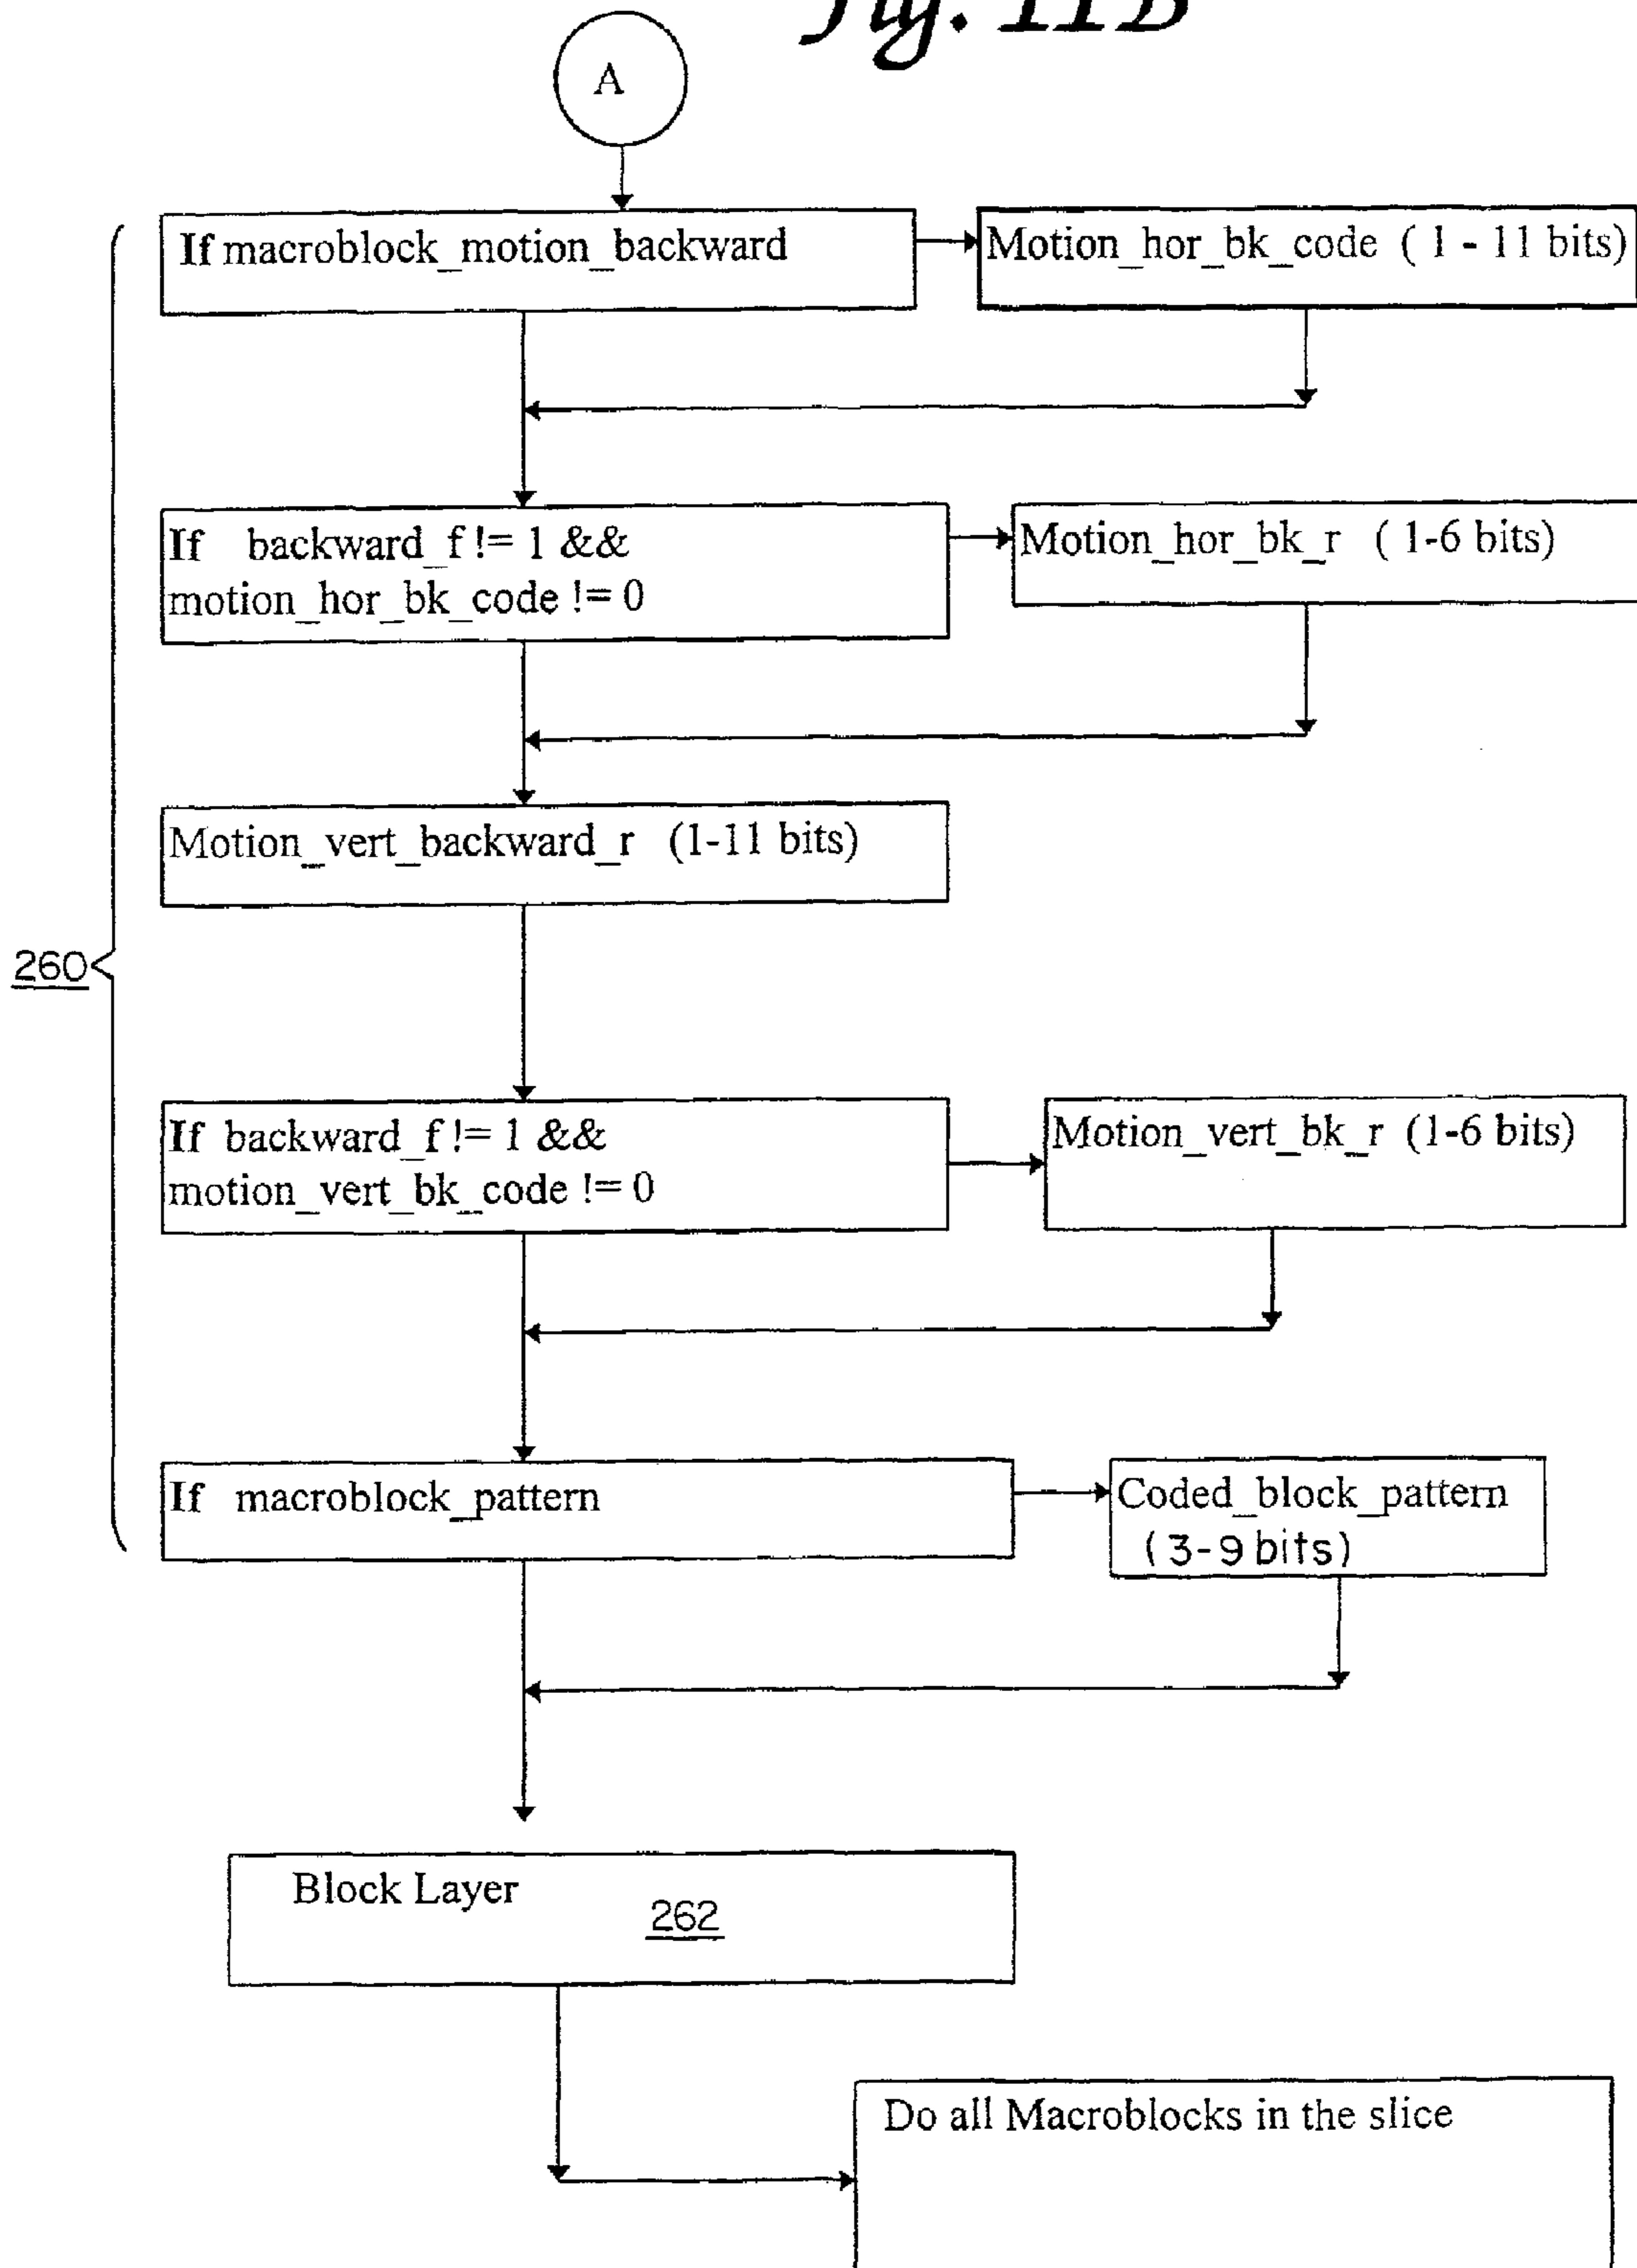 Fig. 11B
A
If macroblock_motion_backward
Motion_hor_bk_code ( 1 - 11 bits)
If backward_f != 1 &&
motion_hor_bk_code != 0
Motion_hor_bk_r ( 1-6 bits)
Motion_vert_backward_r (1-11 bits)
260
If backward_f != 1 &&
motion_vert_bk_code != 0
Motion_vert_bk_r (1-6 bits)
If macroblock_pattern
Coded_block_pattern
(3-9 bits)
Block Layer
262
Do all Macroblocks in the slice